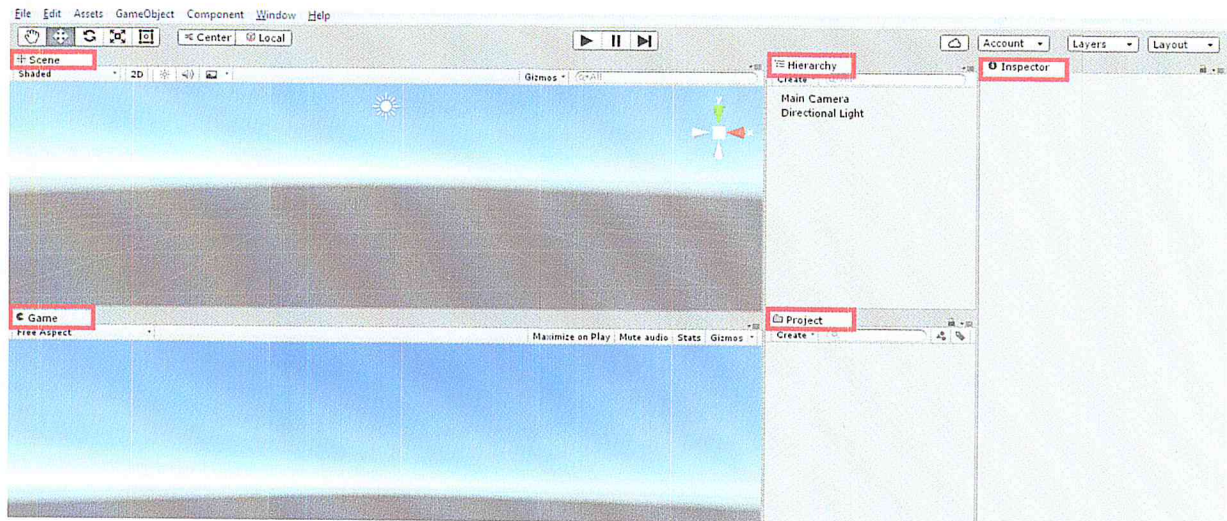 File Edit Assets GameObject Component Window Help
Center Local
Account Layers Layout
Scene
Shaded 2D Gizmos All
Hierarchy
Create
Main Camera
Directional Light
Inspector
Game
Free Aspect Maximize on Play Mute audio Stats Gizmos
Project
Create